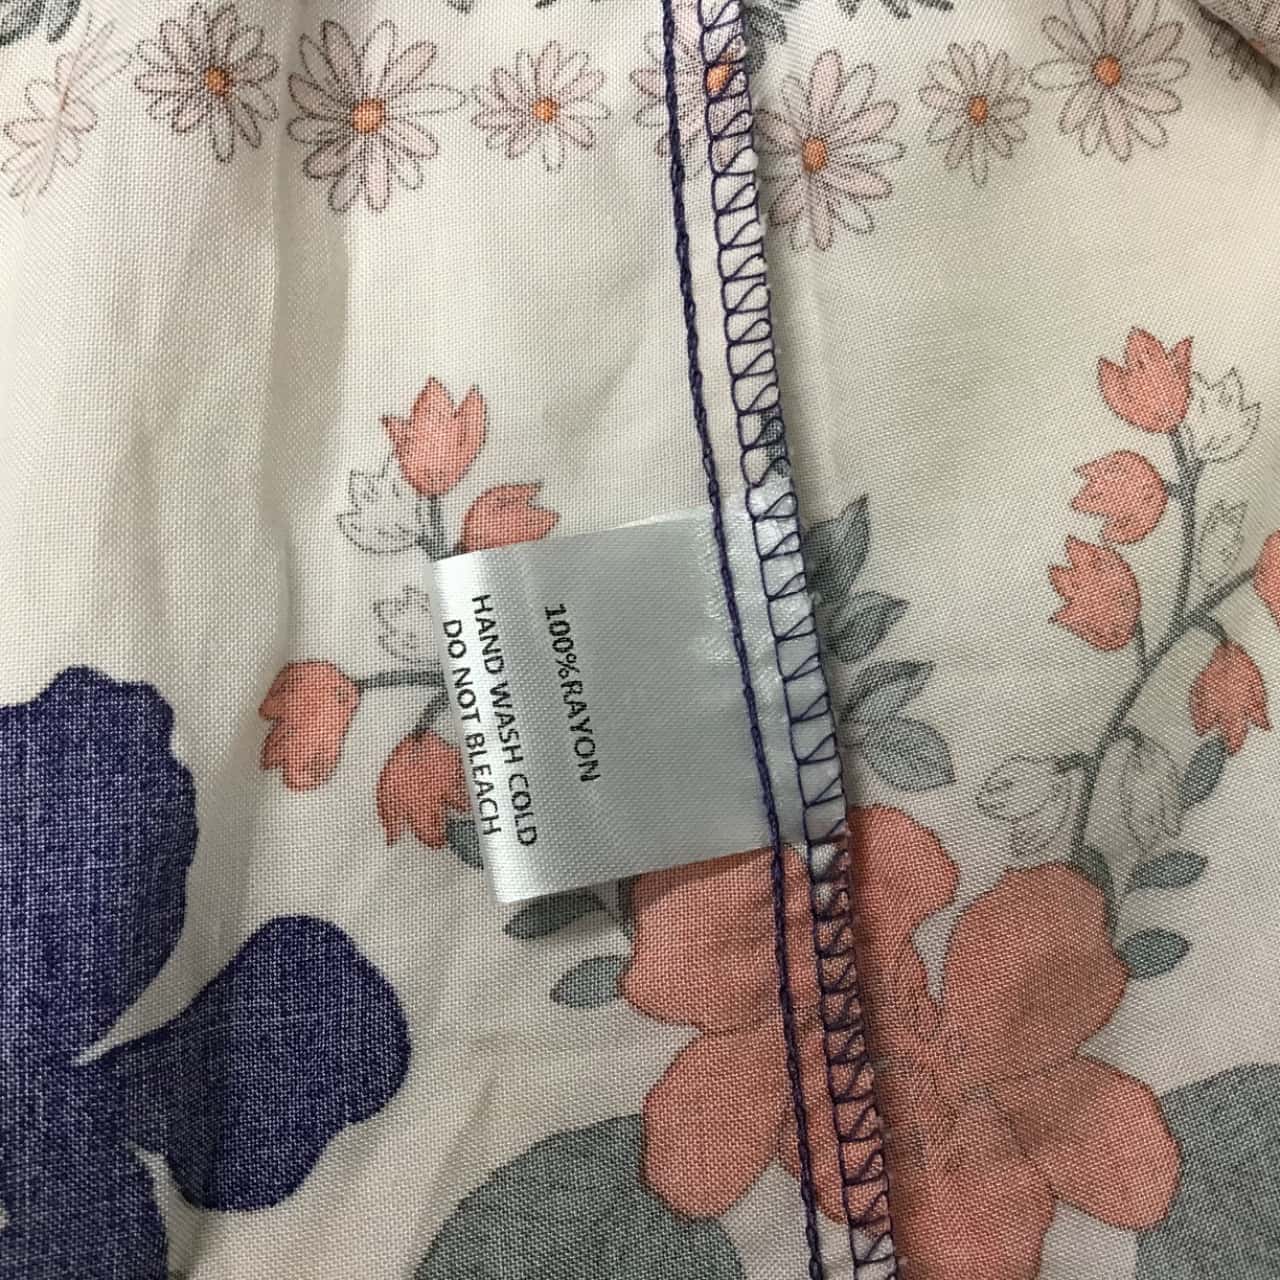 100%RAYON
HAND WASH COLD
DO NOT BLEACH